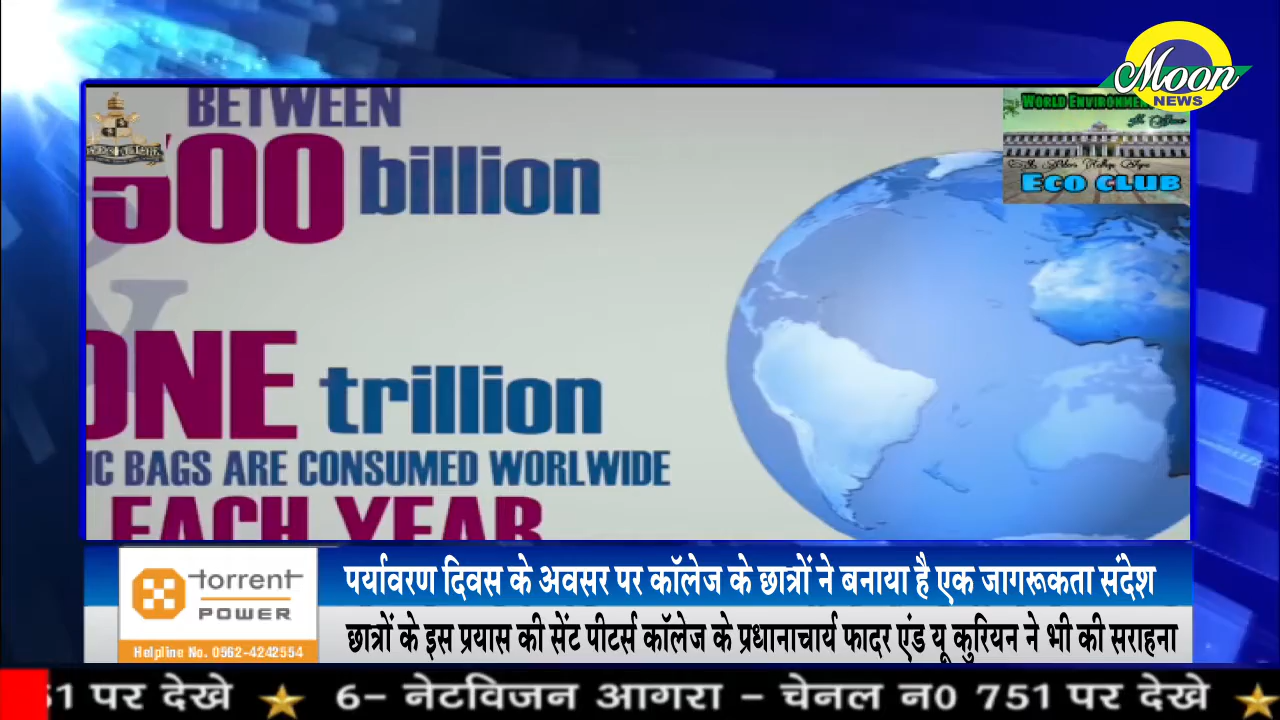 Moon
NEWS
BETWEEN
500 billion
ONE trillion
IC BAGS ARE CONSUMED WORLWIDE
EACH YEAR
WORLD ENVIRONME
ECO CLUB
torrent
POWER
Helpline No. 0562-4242554
पर्यावरण दिवस के अवसर पर कॉलेज के छात्रों ने बनाया है एक जागरूकता संदेश
छात्रों के इस प्रयास की सेंट पीटर्स कॉलेज के प्रधानाचार्य फादर एंड यू कुरियन ने भी की सराहना
51 पर देखे ★ 6- नेटविजन आगरा - चेनल न0 751 पर देखे ★